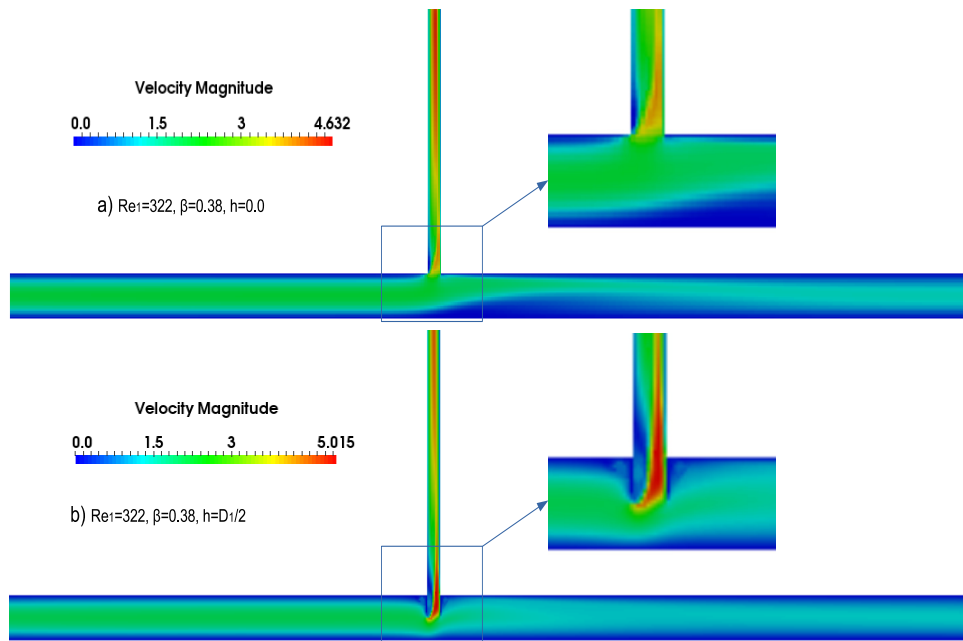 Velocity Magnitude
0.0 1.5 3 4.632
a) Re1=322, β=0.38, h=0.0
Velocity Magnitude
0.0 1.5 3 5.015
b) Re1=322, β=0.38, h=D1/2